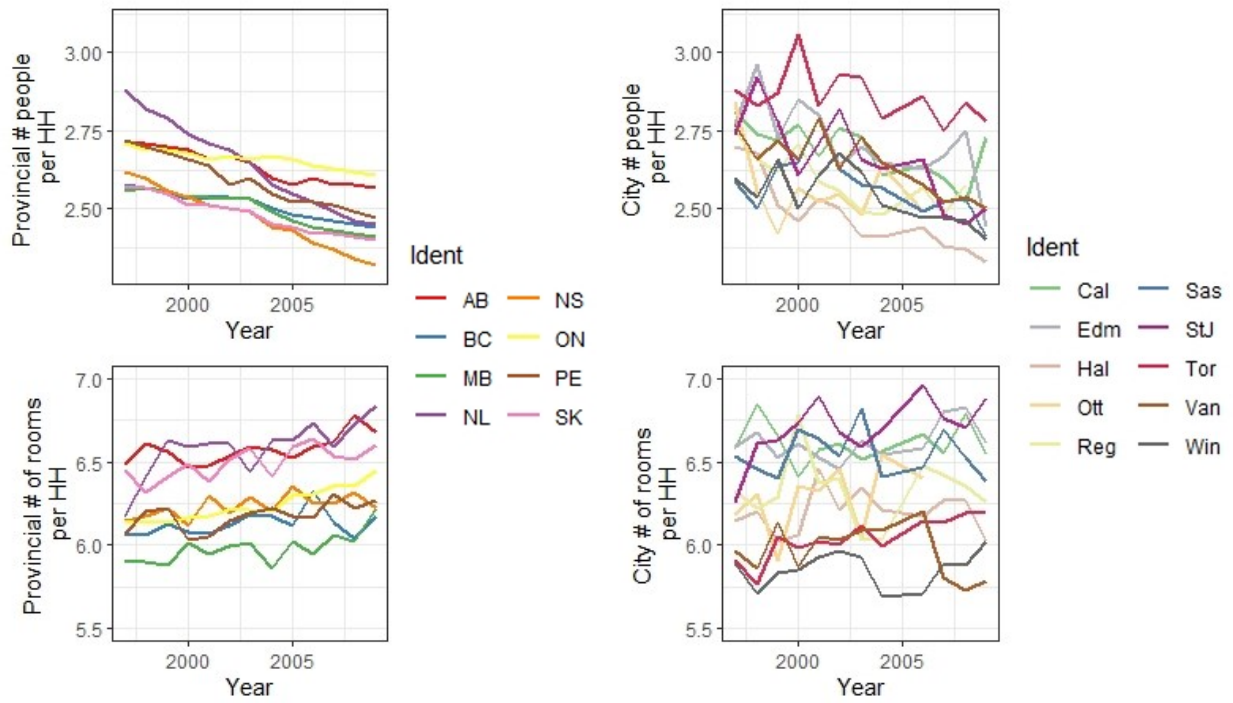 Provincial # people
per HH
3.00
2.75
2.50
2000 2005
Year
City # people
per HH
3.00
2.75
2.50
2000 2005
Year
Ident
AB NS
BC ON
MB PE
NL SK
Ident
Cal Sas
Edm StJ
Hal Tor
Ott Van
Reg Win
Provincial # of rooms
per HH
7.0
6.5
6.0
5.5
2000 2005
Year
City # of rooms
per HH
7.0
6.5
6.0
5.5
2000 2005
Year